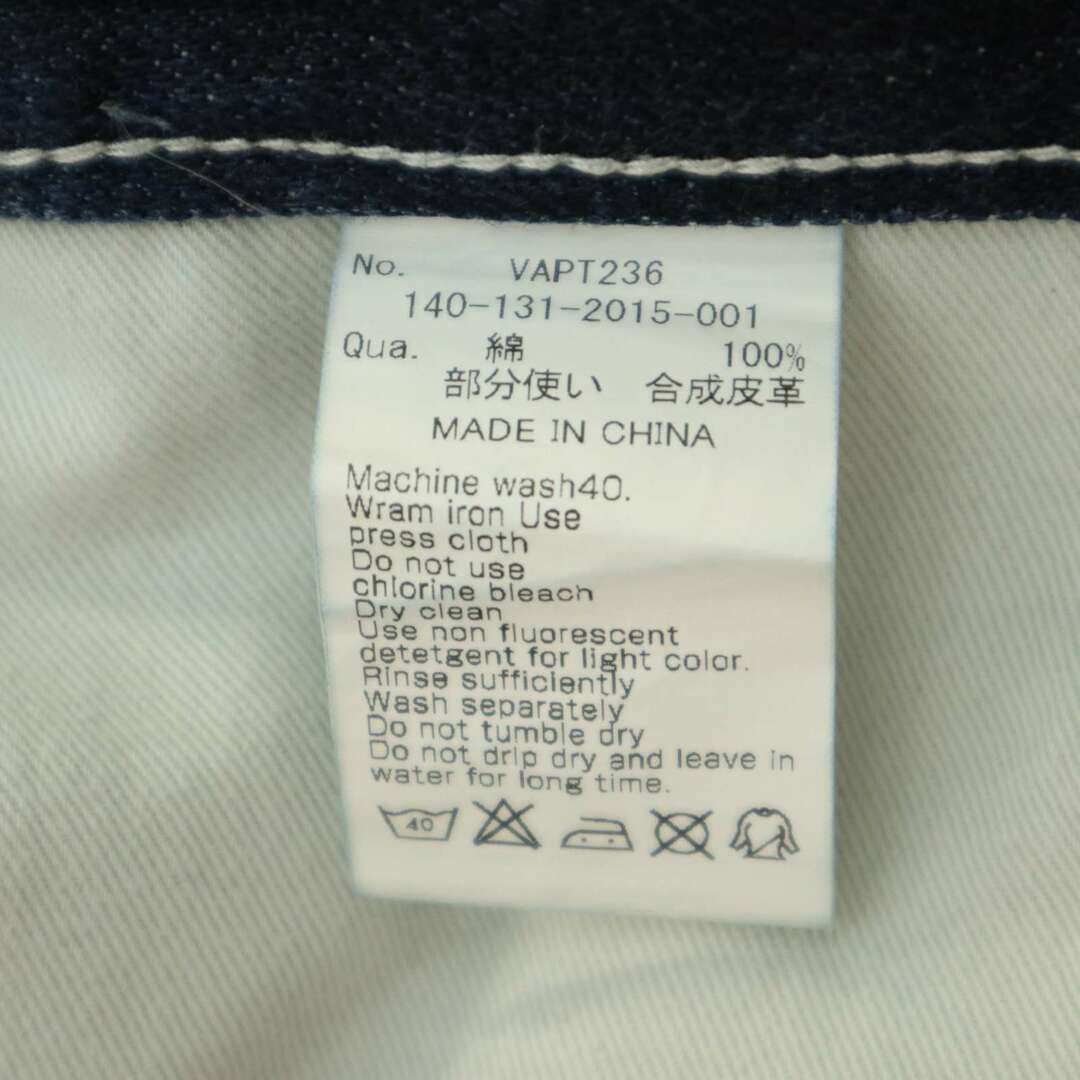 No. VAPT236
140-131-2015-001
Qua. 綿 100%
部分使い 合成皮革
MADE IN CHINA
Machine wash40.
Wram iron Use
press cloth
Do not use
chlorine bleach
Dry clean
Use non fluorescent
detetgent for light color.
Rinse sufficiently
Wash separately
Do not tumble dry
Do not drip dry and leave in
water for long time.
40